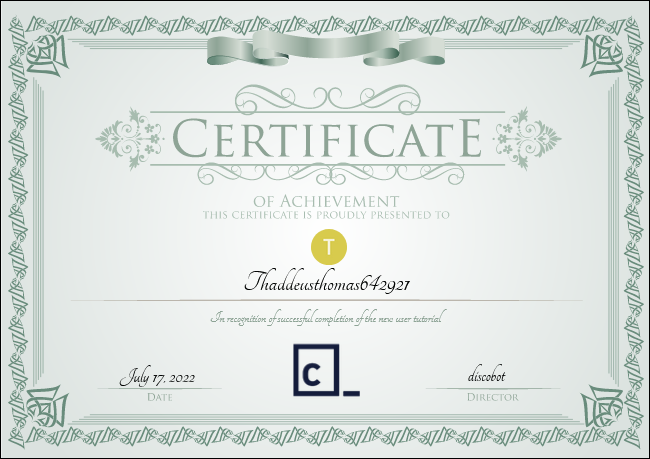 CERTIFICATE
OF ACHIEVEMENT
THIS CERTIFICATE IS PROUDLY PRESENTED TO
T
Thaddeusthomas642921
In recognition of successful completion of the new user tutorial
C_
July 17, 2022
discobot
DATE
DIRECTOR